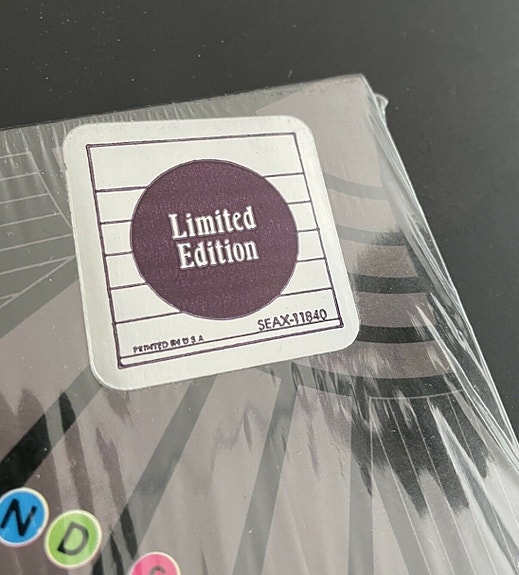 Limited
Edition
SEAX-11840
PRINTED IN U.S.A
N
D